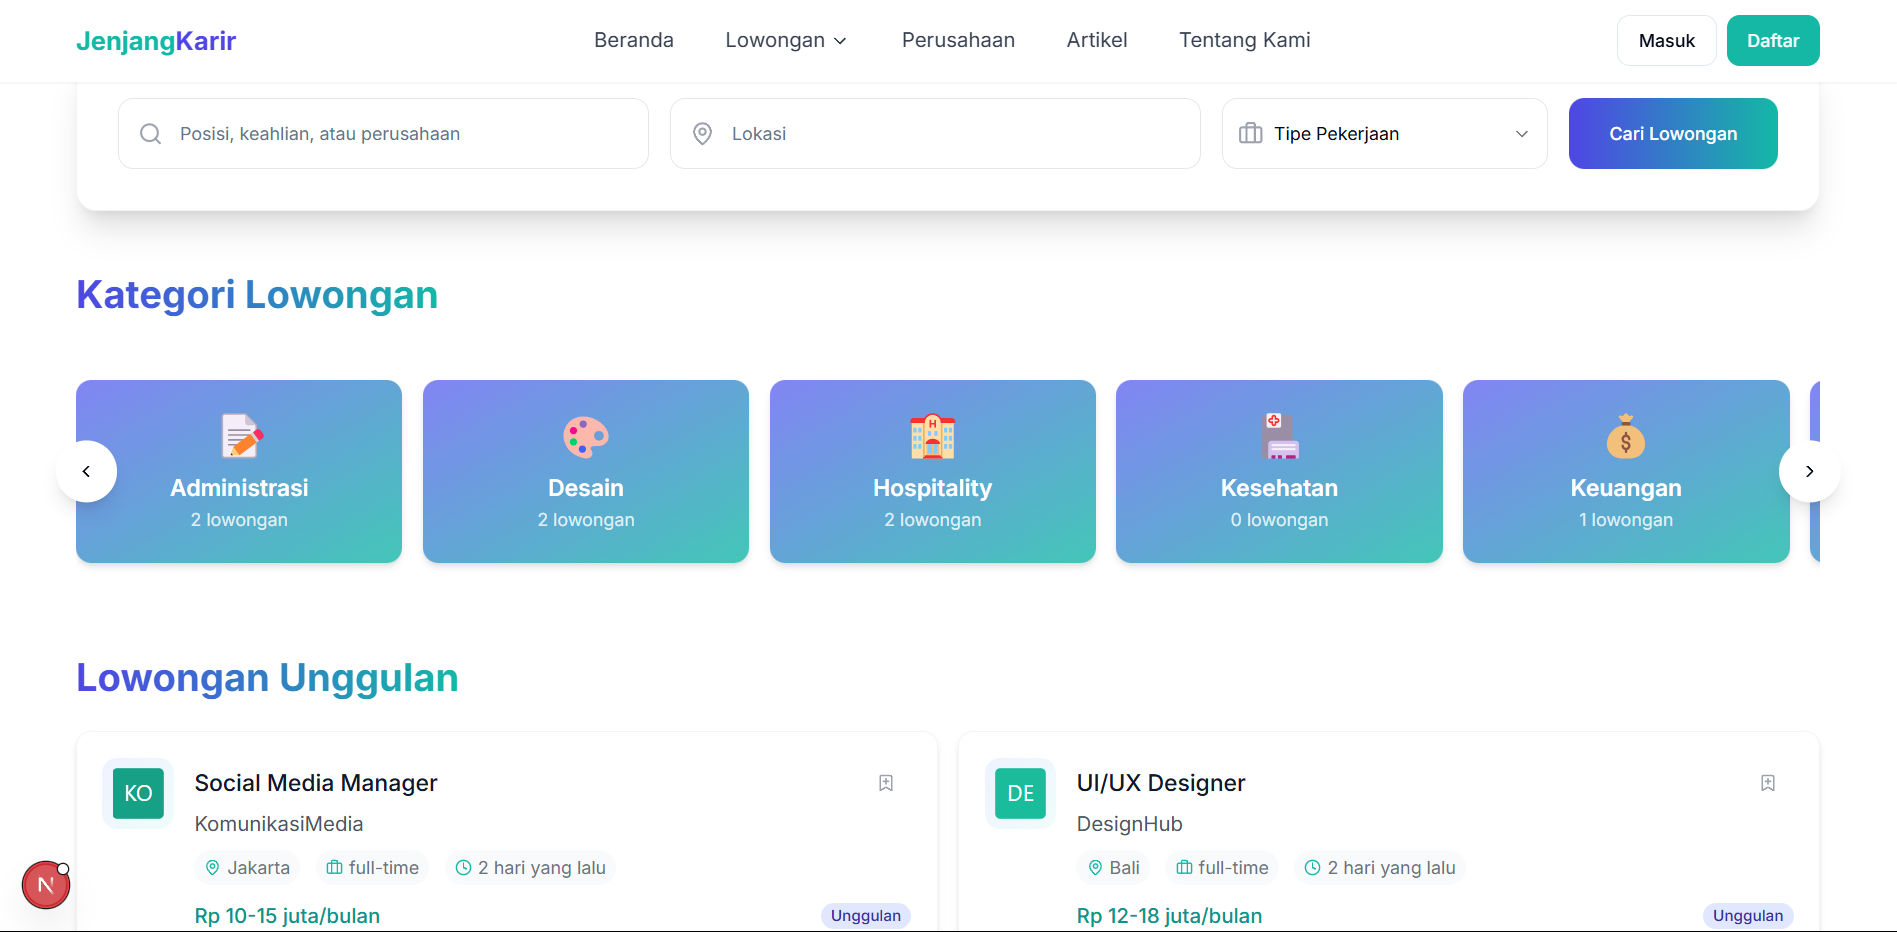 JenjangKarir
Beranda
Lowongan
Perusahaan
Artikel
Tentang Kami
Masuk
Daftar
Posisi, keahlian, atau perusahaan
Lokasi
Tipe Pekerjaan
Cari Lowongan
Kategori Lowongan
Administrasi
2 lowongan
Desain
2 lowongan
H
Hospitality
2 lowongan
Kesehatan
0 lowongan
$
Keuangan
1 lowongan
Lowongan Unggulan
KO
Social Media Manager
KomunikasiMedia
Jakarta
full-time
2 hari yang lalu
Rp 10-15 juta/bulan
Unggulan
DE
UI/UX Designer
DesignHub
Bali
full-time
2 hari yang lalu
Rp 12-18 juta/bulan
Unggulan
N